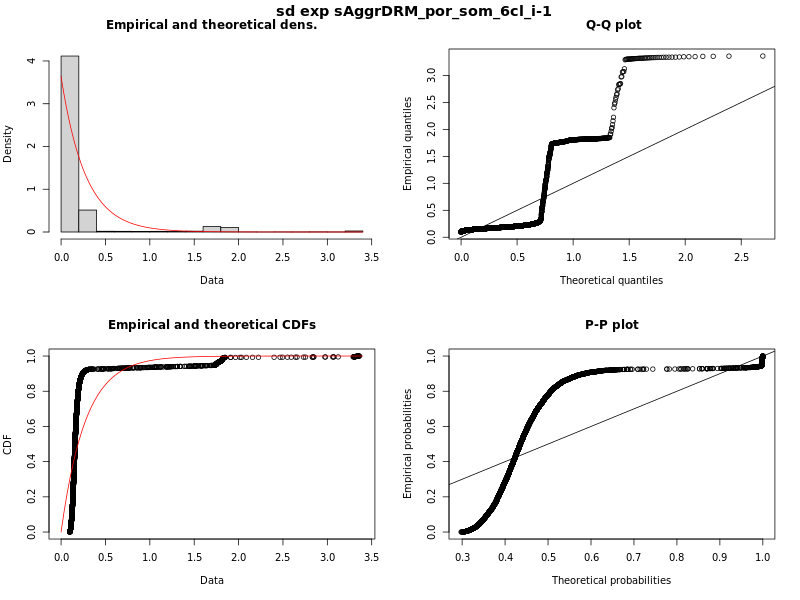 sd exp sAggrDRM_por_som_6cl_i-1
Empirical and theoretical dens.
Density
0 1 2 3 4
0.0 0.5 1.0 1.5 2.0 2.5 3.0 3.5
Data
Q-Q plot
Empirical quantiles
0.0 0.5 1.0 1.5 2.0 2.5 3.0
0.0 0.5 1.0 1.5 2.0 2.5
Theoretical quantiles
Empirical and theoretical CDFs
CDF
0.0 0.2 0.4 0.6 0.8 1.0
0.0 0.5 1.0 1.5 2.0 2.5 3.0 3.5
Data
P-P plot
Empirical probabilities
0.0 0.2 0.4 0.6 0.8 1.0
0.3 0.4 0.5 0.6 0.7 0.8 0.9 1.0
Theoretical probabilities